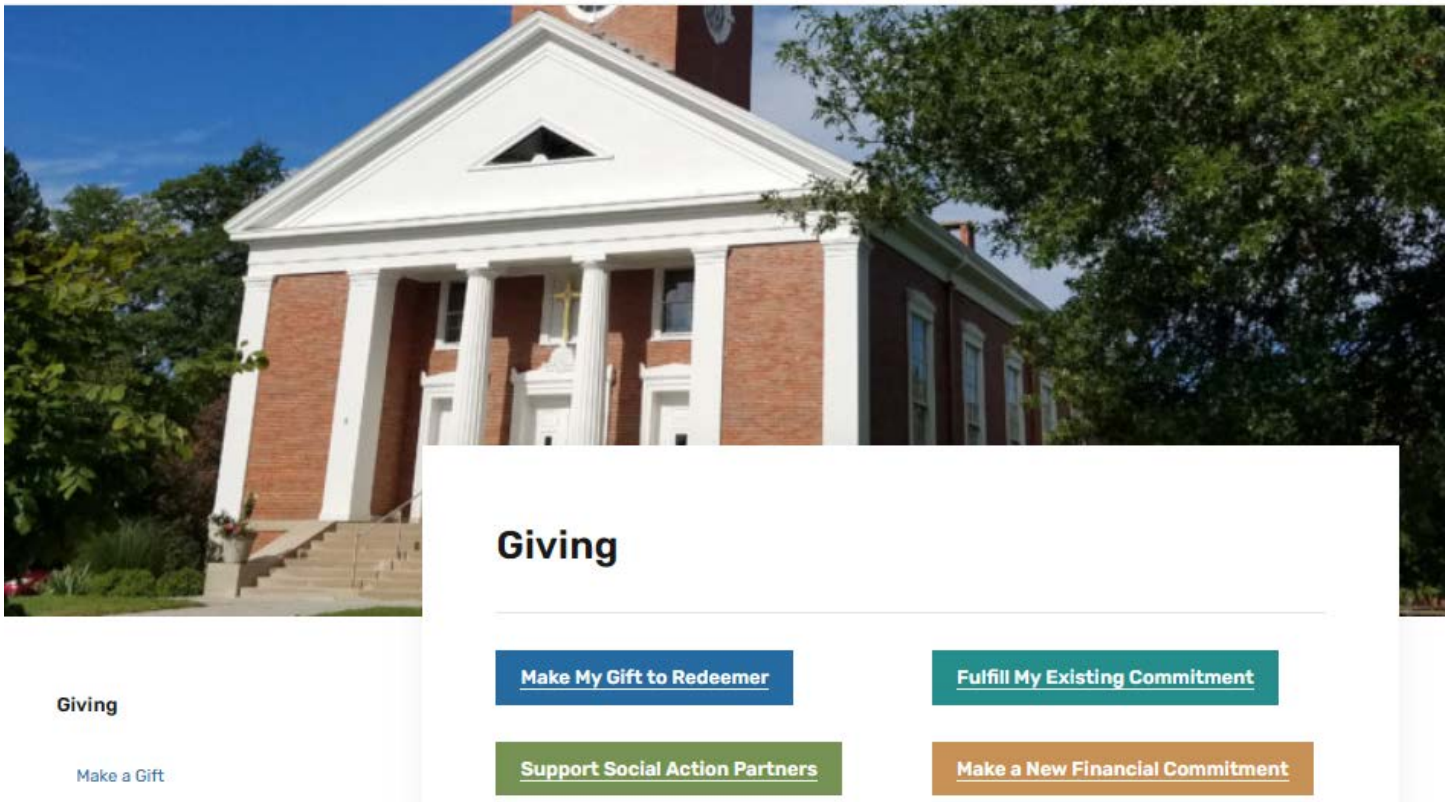 Giving
Make My Gift to Redeemer
Fulfill My Existing Commitment
Support Social Action Partners
Make a New Financial Commitment
Giving
Make a Gift